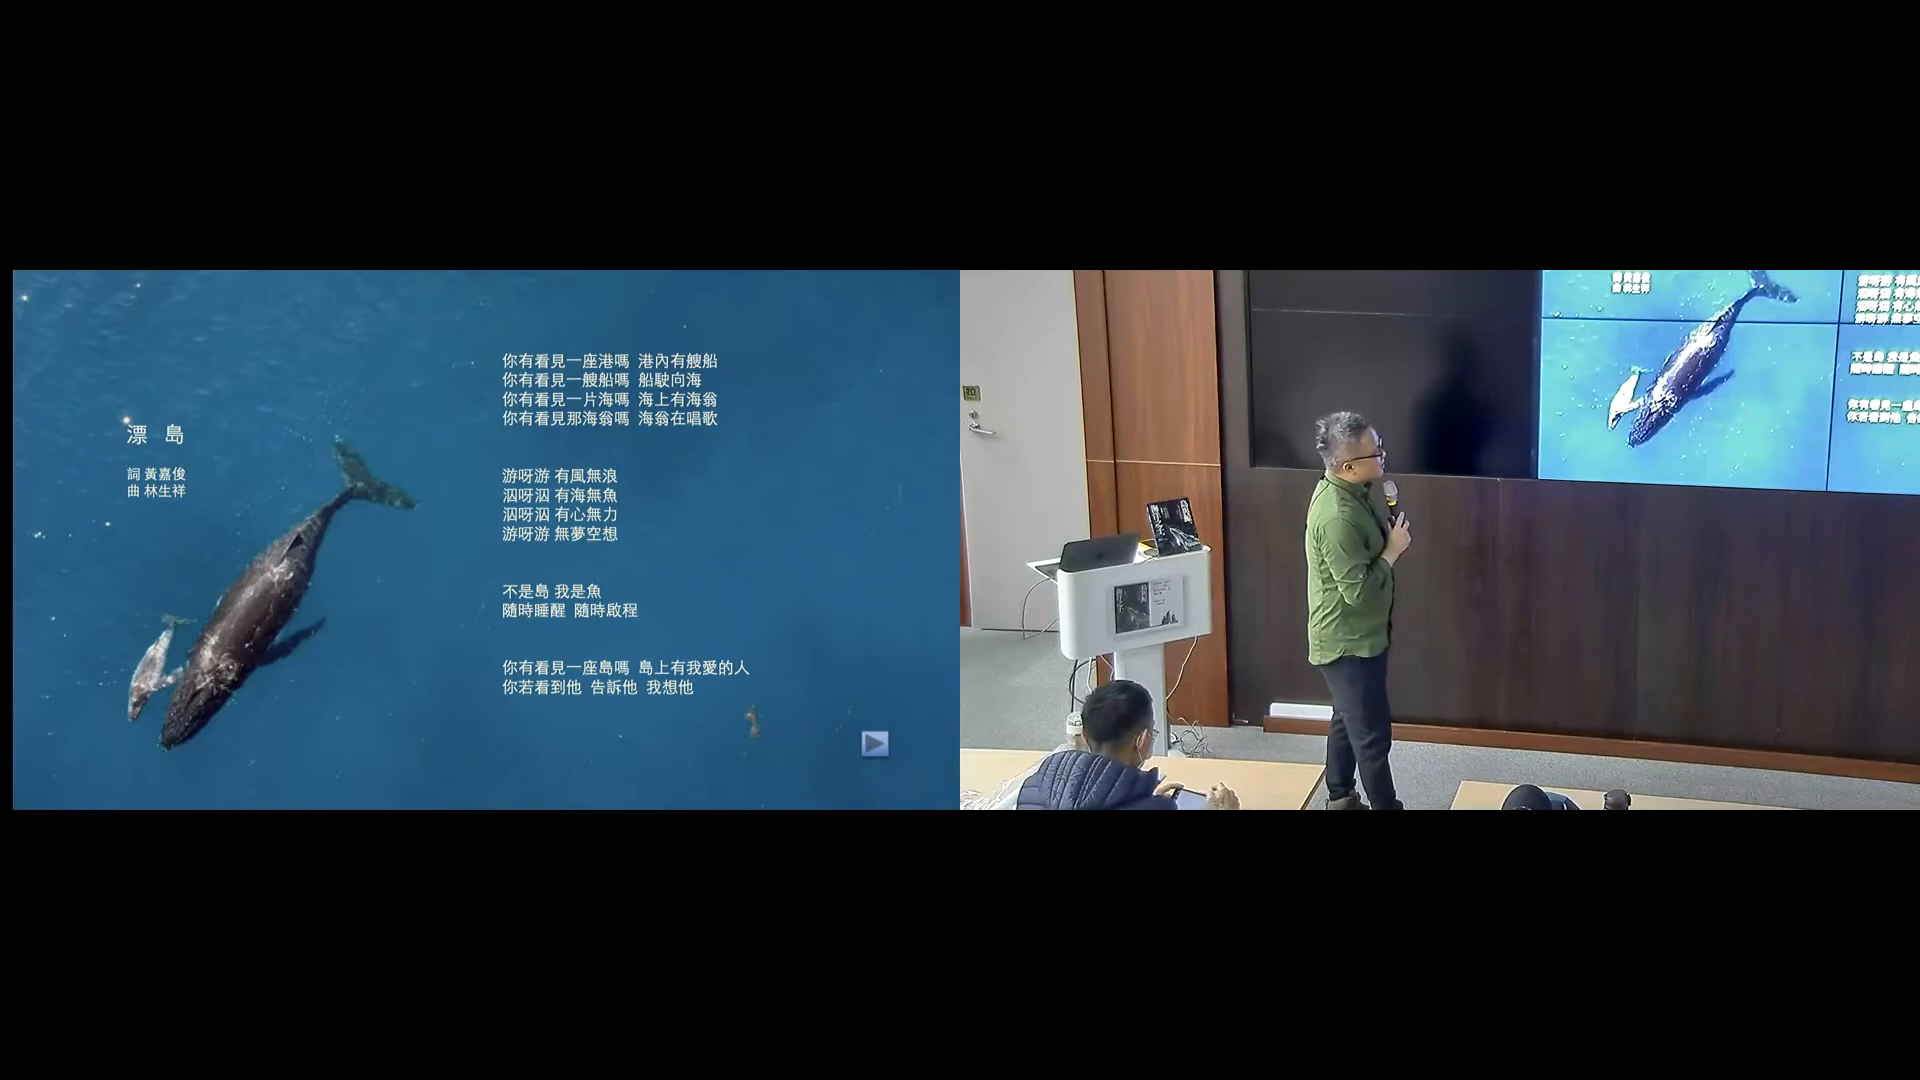 漂 島
詞 黃嘉俊
曲 林生祥
你有看見一座港嗎 港內有艘船
你有看見一艘船嗎 船駛向海
你有看見一片海嗎 海上有海翁
你有看見那海翁嗎 海翁在唱歌
游呀游 有風無浪
泅呀泅 有海無魚
泅呀泅 有心無力
游呀游 無夢空想
不是島 我是魚
隨時睡醒 隨時啟程
你有看見一座島嗎 島上有我愛的人
你若看到他 告訴他 我想他
拉